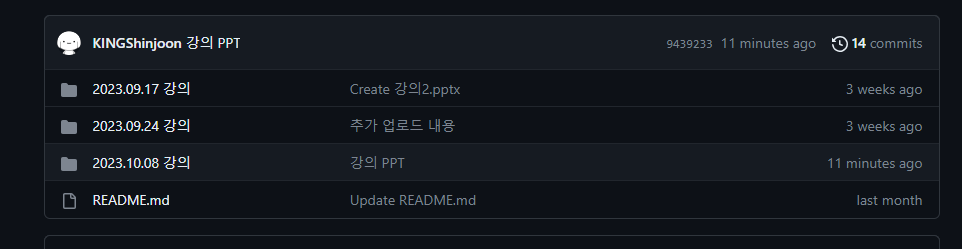 KINGShinjoon 강의 PPT 9439233 11 minutes ago 14 commits
2023.09.17 강의 Create 강의2.pptx 3 weeks ago
2023.09.24 강의 추가 업로드 내용 3 weeks ago
2023.10.08 강의 강의 PPT 11 minutes ago
README.md Update README.md last month